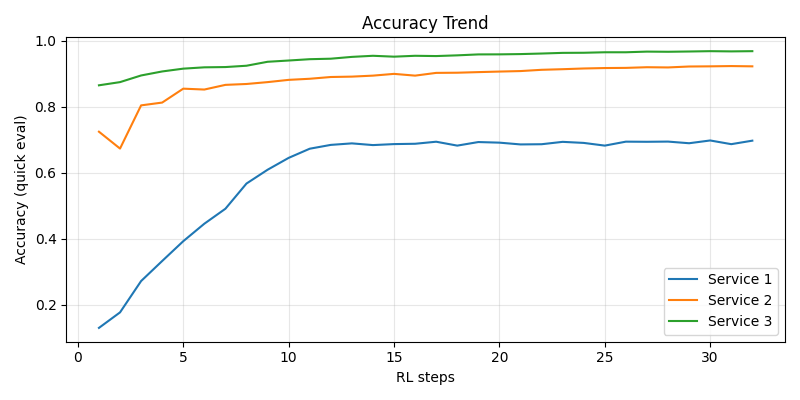 Accuracy Trend
Accuracy (quick eval)
1.0
0.8
0.6
0.4
0.2
0 5 10 15 20 25 30
RL steps
Service 1
Service 2
Service 3